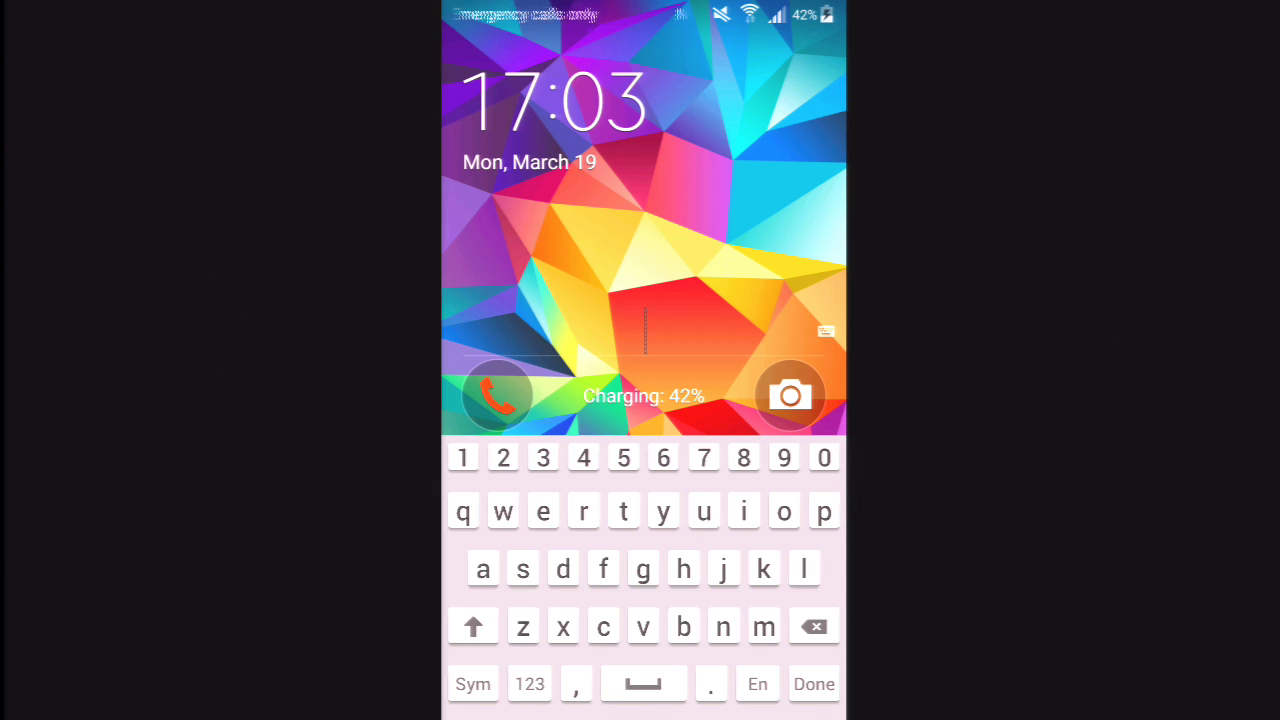 Emergency calls only 42%
17:03
Mon, March 19
Charging: 42%
1 2 3 4 5 6 7 8 9 0
q w e r t y u i o p
a s d f g h j k l
z x c v b n m
Sym 123 , . En Done